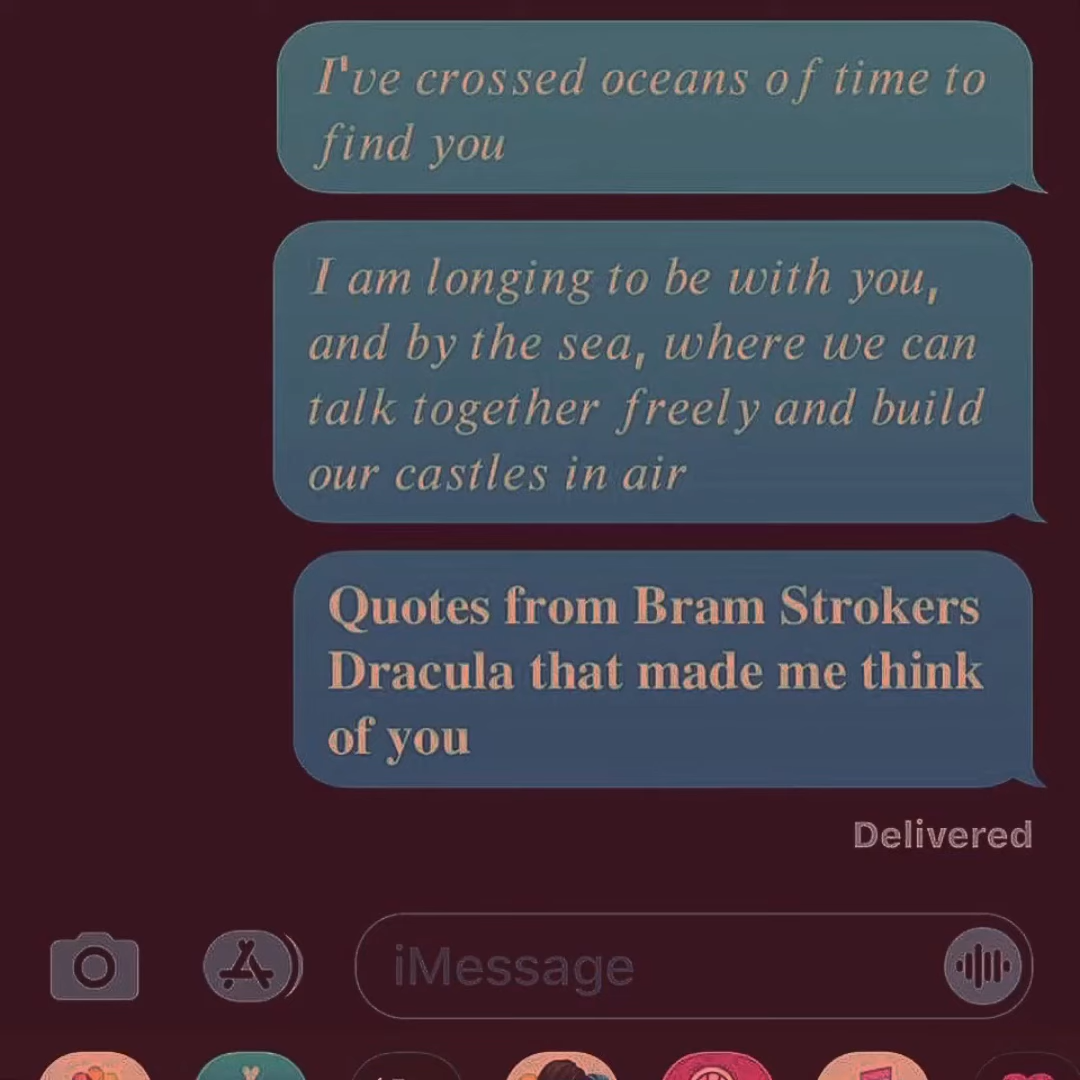 I've crossed oceans of time to
find you
I am longing to be with you,
and by the sea, where we can
talk together freely and build
our castles in air
Quotes from Bram Strokers
Dracula that made me think
of you
Delivered
iMessage